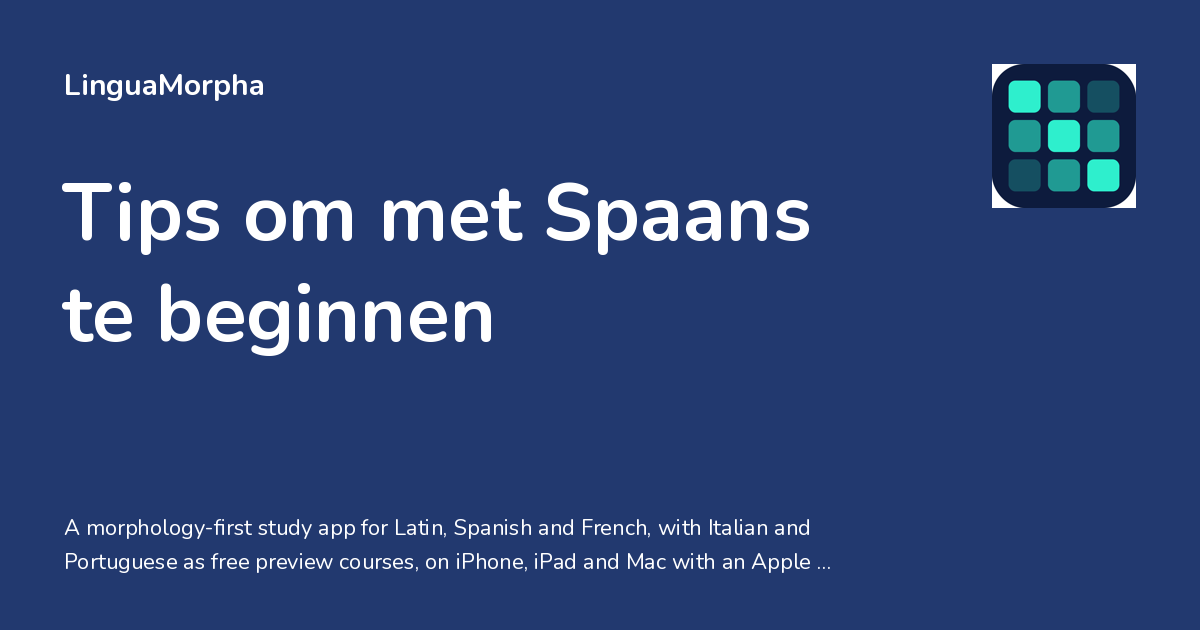 LinguaMorpha
Tips om met Spaans
te beginnen
A morphology-first study app for Latin, Spanish and French, with Italian and
Portuguese as free preview courses, on iPhone, iPad and Mac with an Apple ...